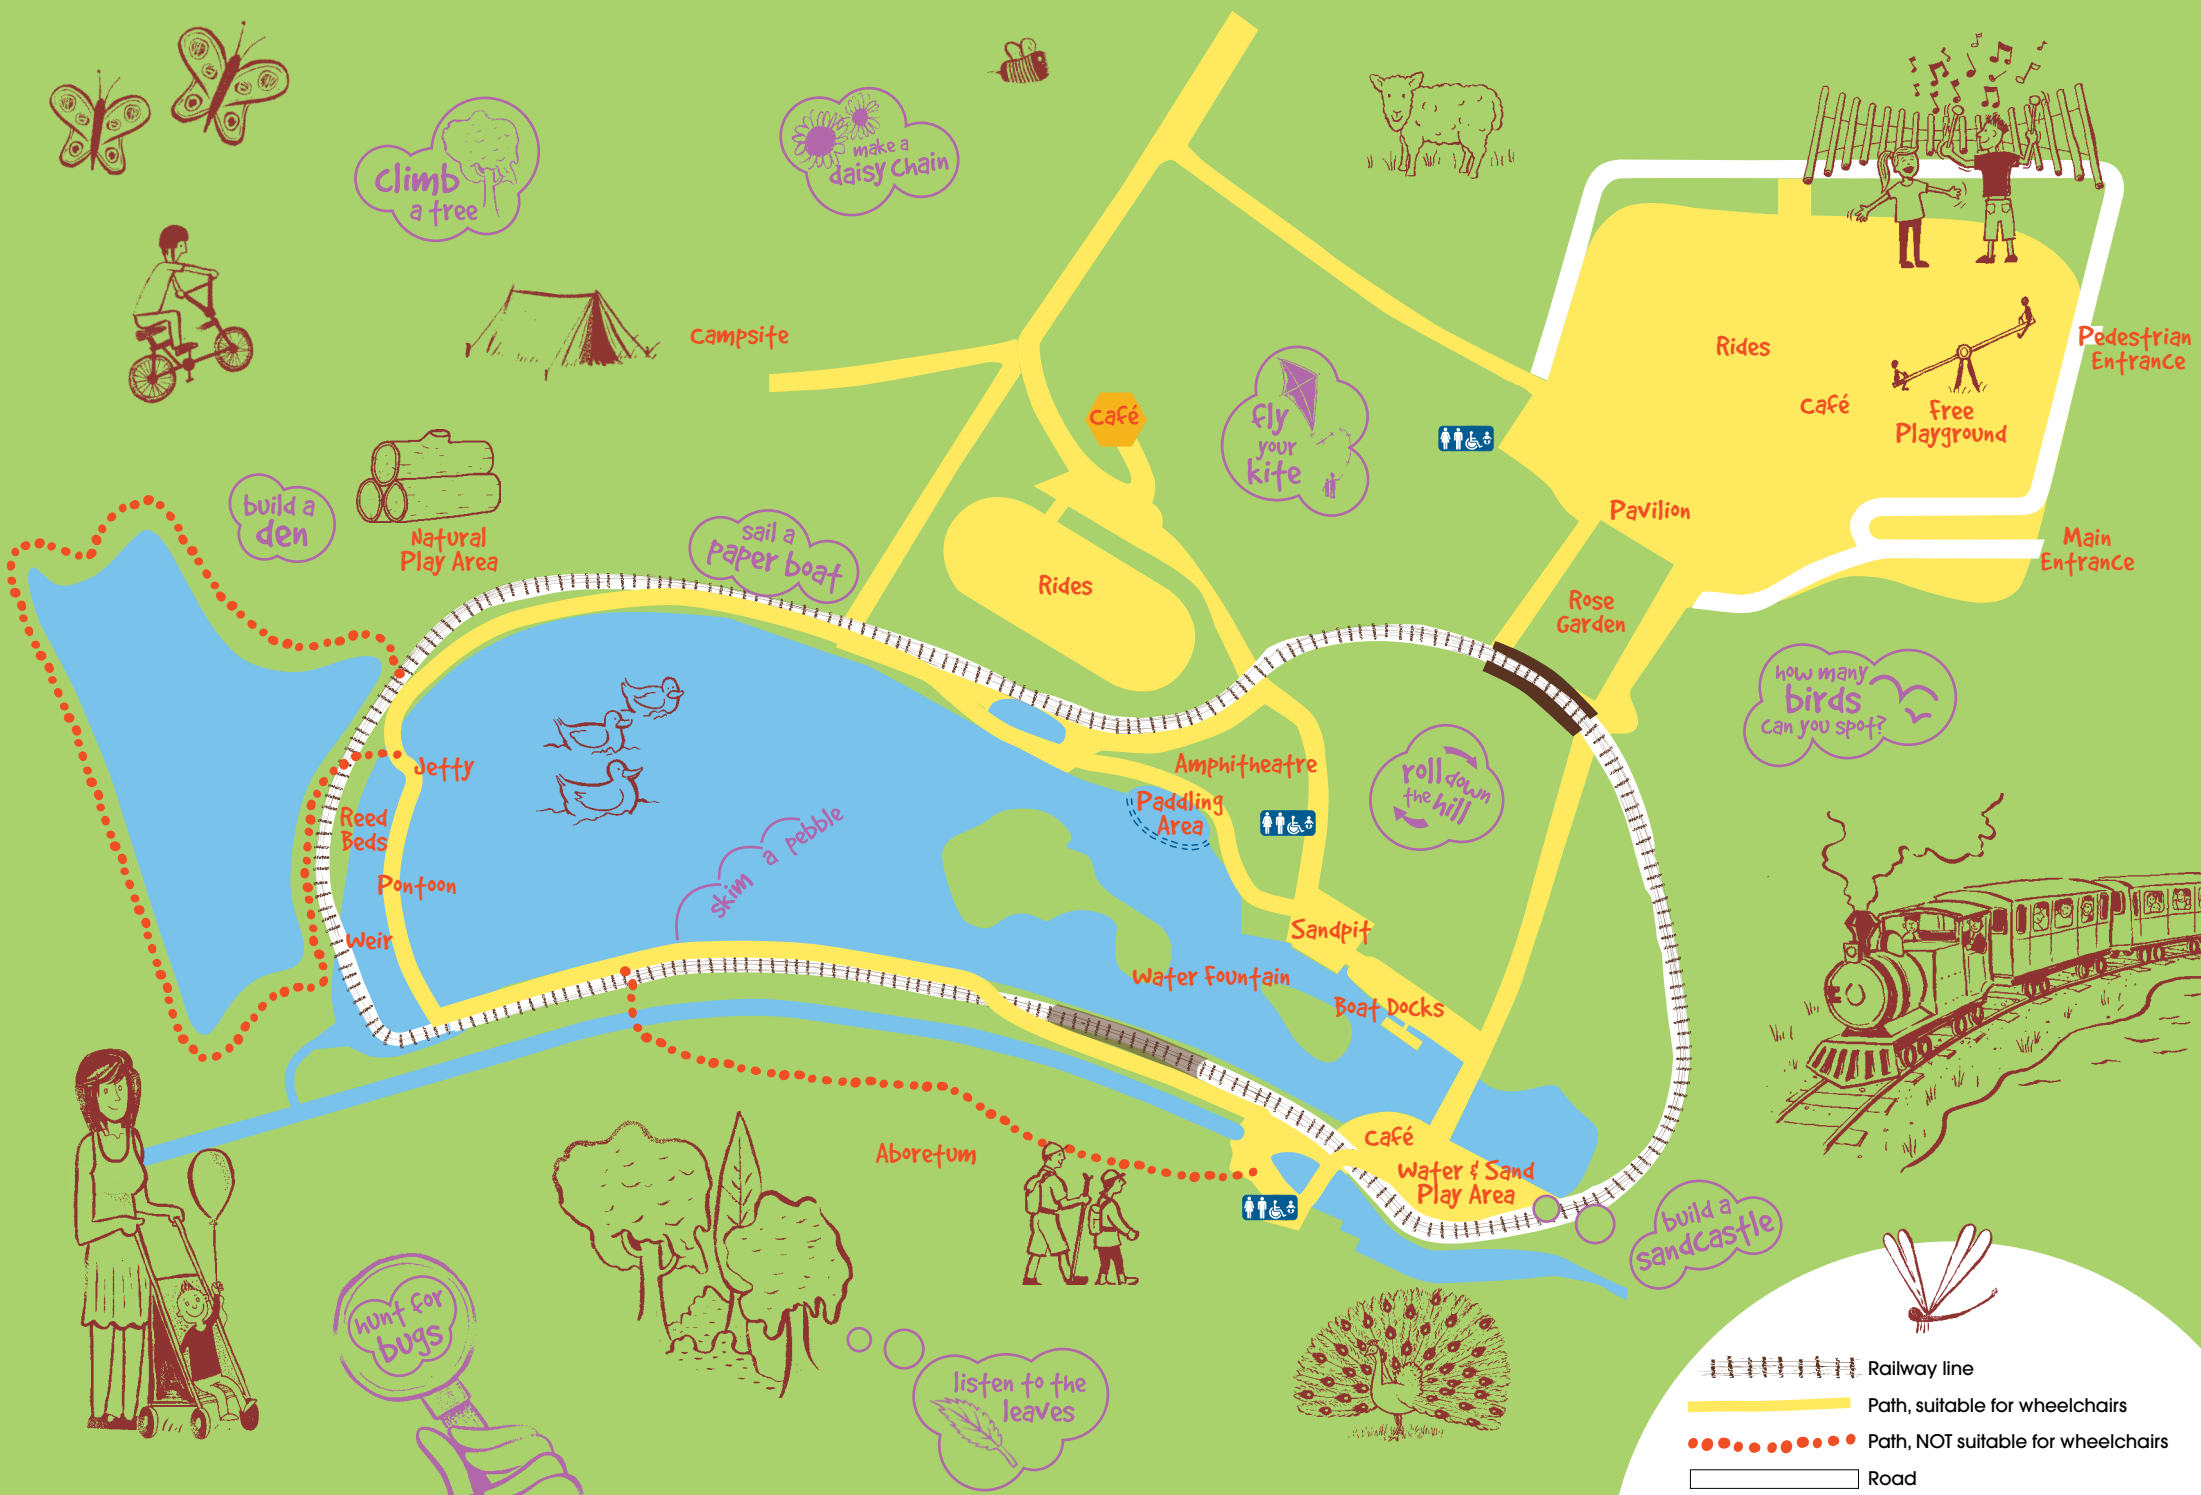 climb
a tree
make a
daisy chain
Campsite
Café
fly
your
kite
Rides
Café
Free
Playground
Pedestrian
Entrance
Pavilion
Main
Entrance
build a
den
Natural
Play Area
sail a
paper boat
Rides
Rose
Garden
how many
birds
can you spot?
Jetty
Reed
Beds
Pontoon
Weir
skim a pebble
Amphitheatre
Paddling
Area
roll down
the hill
Sandpit
Water Fountain
Boat Docks
Aboretum
Café
Water & Sand
Play Area
build a
sandcastle
hunt for
bugs
listen to the
leaves
Railway line
Path, suitable for wheelchairs
Path, NOT suitable for wheelchairs
Road